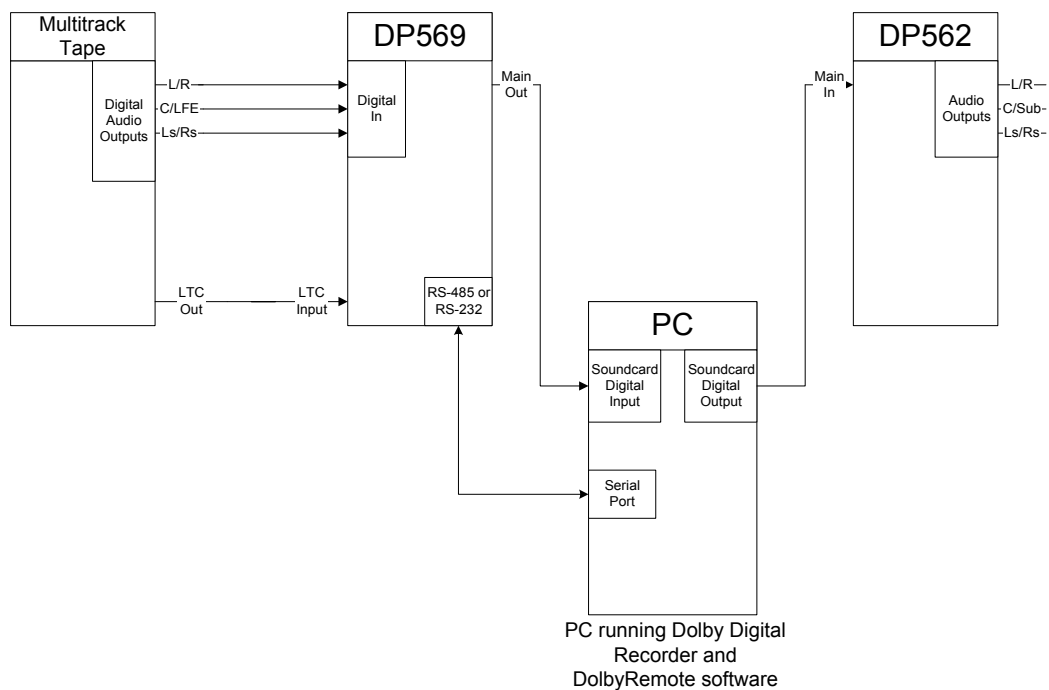 Multitrack
Tape
Digital
Audio
Outputs
L/R
C/LFE
Ls/Rs
LTC
Out
LTC
Input
DP569
Digital
In
RS-485 or
RS-232
Main
Out
PC
Soundcard
Digital
Input
Soundcard
Digital
Output
Serial
Port
PC running Dolby Digital
Recorder and
DolbyRemote software
Main
In
DP562
Audio
Outputs
L/R
C/Sub
Ls/Rs